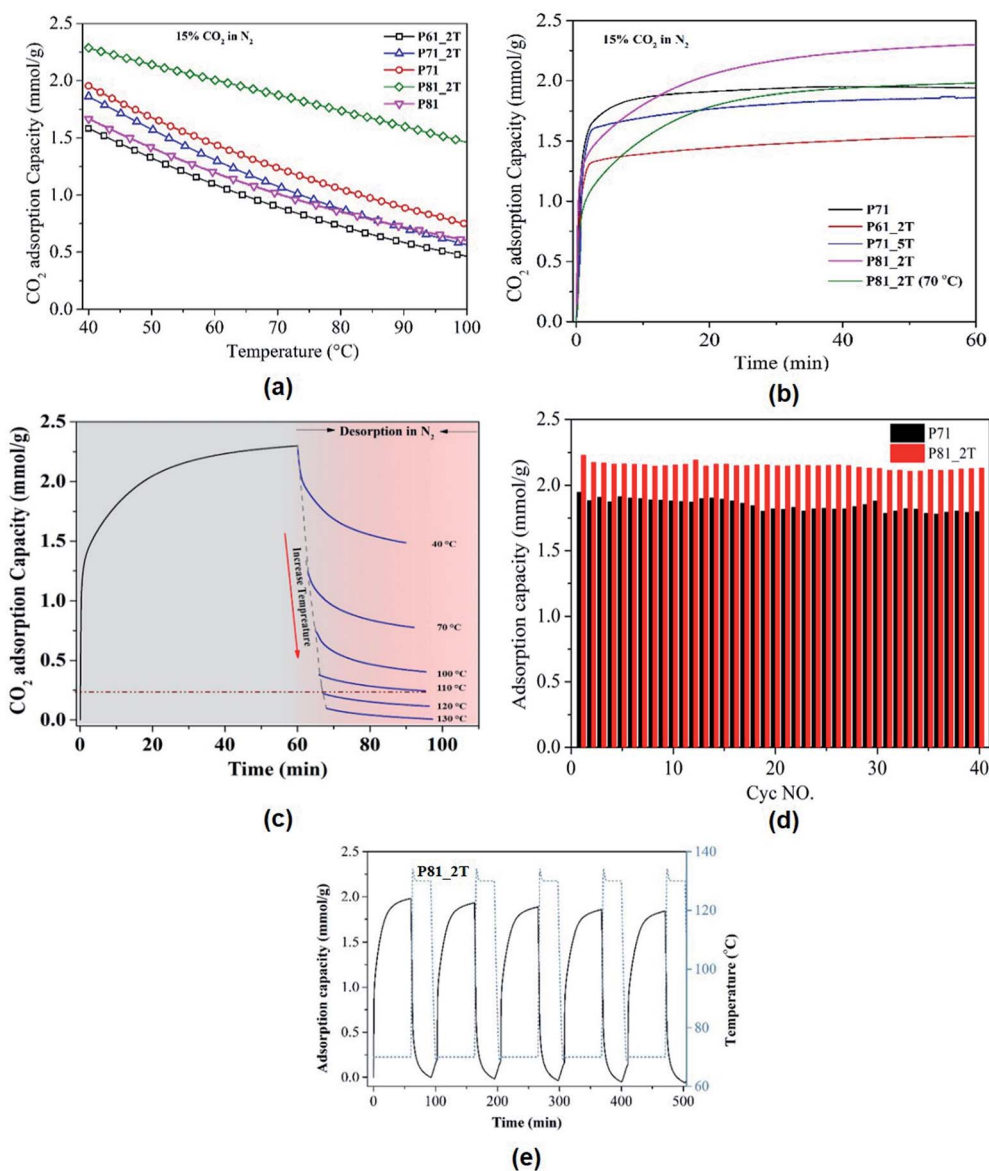 15% CO2 in N2
P61_2T
P71_2T
P71
P81_2T
P81
CO2 adsorption Capacity (mmol/g)
2.5
2.0
1.5
1.0
0.5
0.0
40 50 60 70 80 90 100
Temperature (°C)
(a)
15% CO2 in N2
CO2 adsorption Capacity (mmol/g)
2.5
2.0
1.5
1.0
0.5
0.0
P71
P61_2T
P71_5T
P81_2T
P81_2T (70 °C)
0 20 40 60
Time (min)
(b)
CO2 adsorption Capacity (mmol/g)
2.5
2.0
1.5
1.0
0.5
0.0
Desorption in N2
Increase Tempreature
40 °C
70 °C
100 °C
110 °C
120 °C
130 °C
0 20 40 60 80 100
Time (min)
(c)
Adsorption capacity (mmol/g)
2.5
2.0
1.5
1.0
0.5
0.0
P71
P81_2T
0 10 20 30 40
Cyc NO.
(d)
P81_2T
Adsorption capacity (mmol/g)
2.5
2.0
1.5
1.0
0.5
0.0
140
120
100
80
60
Temperature (°C)
0 100 200 300 400 500
Time (min)
(e)